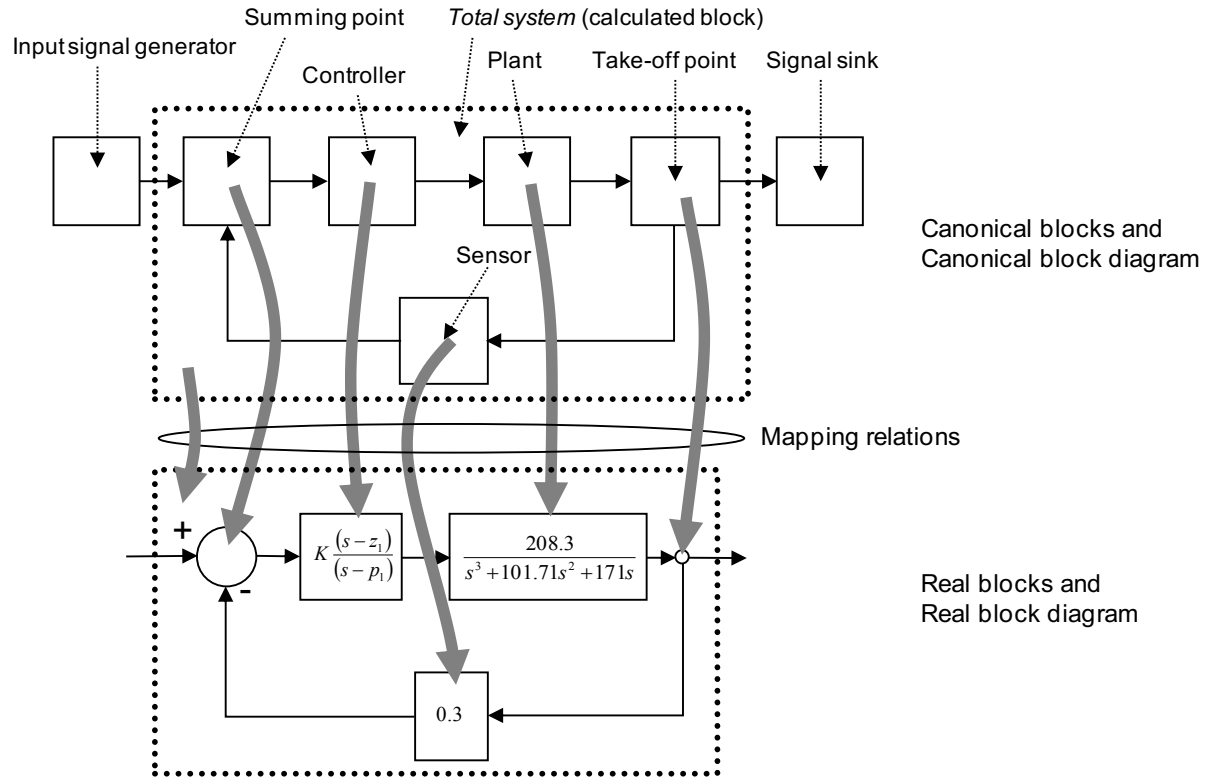 Summing point
Total system (calculated block)
Input signal generator
Controller
Plant
Take-off point
Signal sink
Sensor
Canonical blocks and
Canonical block diagram
Mapping relations
+
-
K (s − z₁)
(s − p₁)
208.3
s³ + 101.71s² + 171s
0.3
Real blocks and
Real block diagram